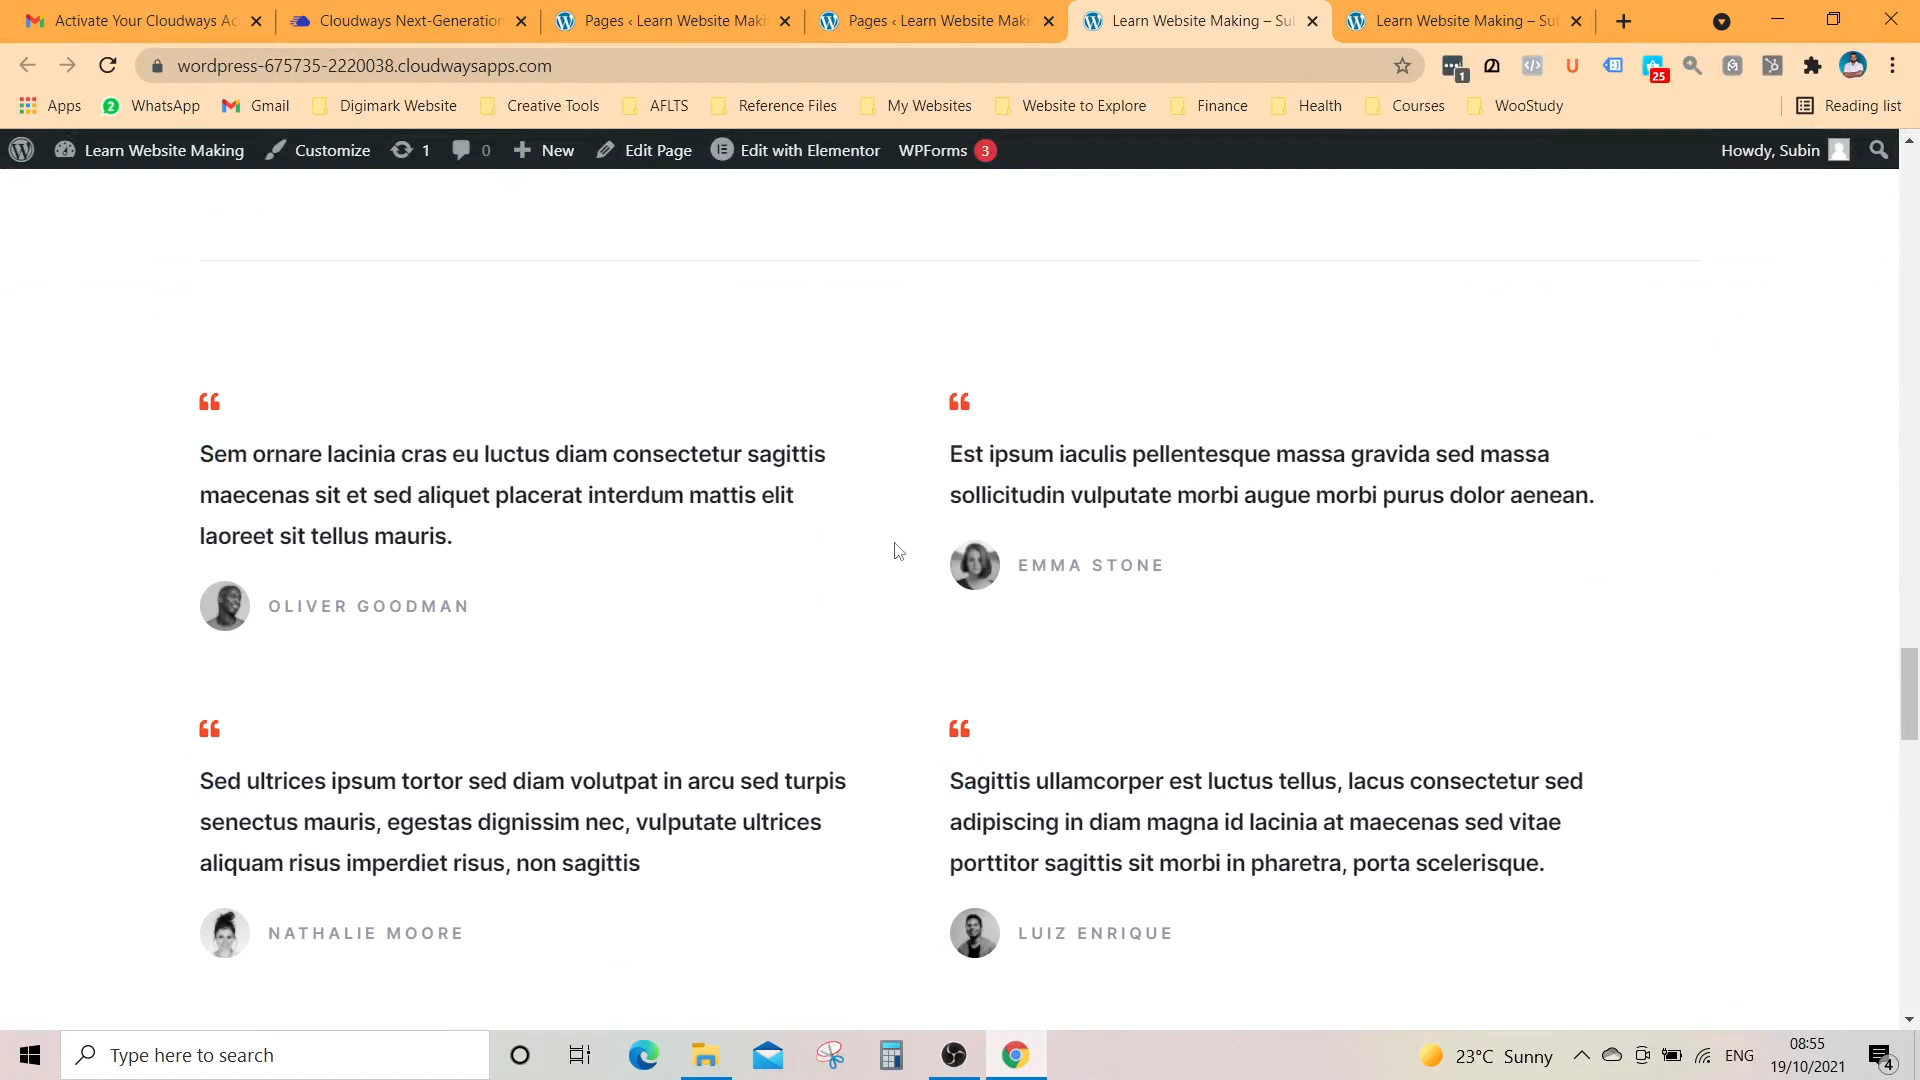 Activate Your Cloudways Ac
Cloudways Next-Generation
Pages ‹ Learn Website Maki
Pages ‹ Learn Website Maki
Learn Website Making – Sul
Learn Website Making – Sul
wordpress-675735-2220038.cloudwaysapps.com
1
25
Apps
2
WhatsApp
Gmail
Digimark Website
Creative Tools
AFLTS
Reference Files
My Websites
Website to Explore
Finance
Health
Courses
WooStudy
Reading list
Learn Website Making
Customize
1
0
New
Edit Page
Edit with Elementor
WPForms 3
Howdy, Subin
Sem ornare lacinia cras eu luctus diam consectetur sagittis
maecenas sit et sed aliquet placerat interdum mattis elit
laoreet sit tellus mauris.
OLIVER GOODMAN
Est ipsum iaculis pellentesque massa gravida sed massa
sollicitudin vulputate morbi augue morbi purus dolor aenean.
EMMA STONE
Sed ultrices ipsum tortor sed diam volutpat in arcu sed turpis
senectus mauris, egestas dignissim nec, vulputate ultrices
aliquam risus imperdiet risus, non sagittis
NATHALIE MOORE
Sagittis ullamcorper est luctus tellus, lacus consectetur sed
adipiscing in diam magna id lacinia at maecenas sed vitae
porttitor sagittis sit morbi in pharetra, porta scelerisque.
LUIZ ENRIQUE
Type here to search
23°C Sunny
ENG
08:55
19/10/2021
4